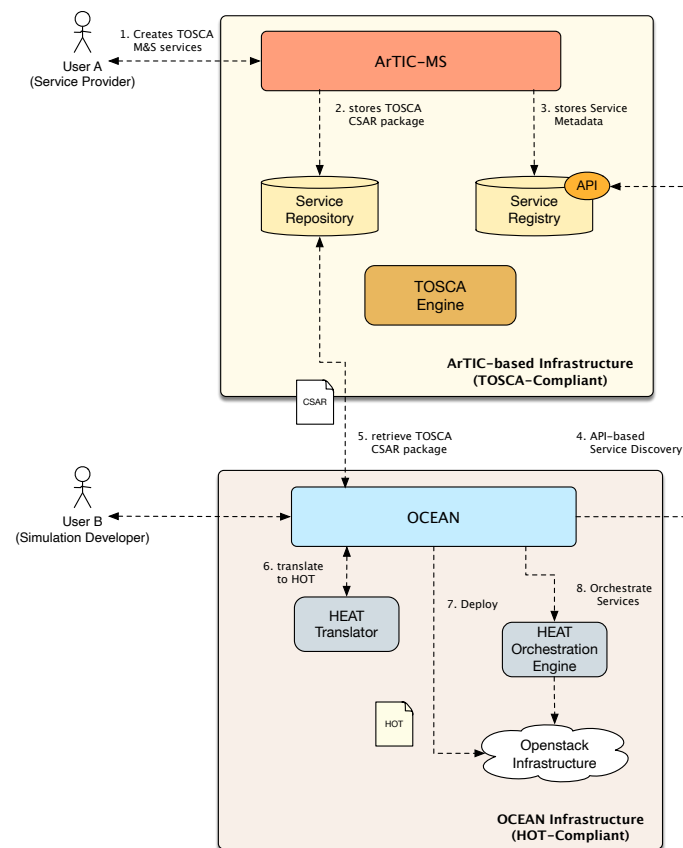 1. Creates TOSCA
M&S services
User A
(Service Provider)
ArTIC-MS
2. stores TOSCA
CSAR package
3. stores Service
Metadata
API
Service
Repository
Service
Registry
TOSCA
Engine
ArTIC-based Infrastructure
(TOSCA-Compliant)
CSAR
5. retrieve TOSCA
CSAR package
4. API-based
Service Discovery
User B
(Simulation Developer)
OCEAN
6. translate
to HOT
7. Deploy
8. Orchestrate
Services
HEAT
Translator
HEAT
Orchestration
Engine
HOT
Openstack
Infrastructure
OCEAN Infrastructure
(HOT-Compliant)